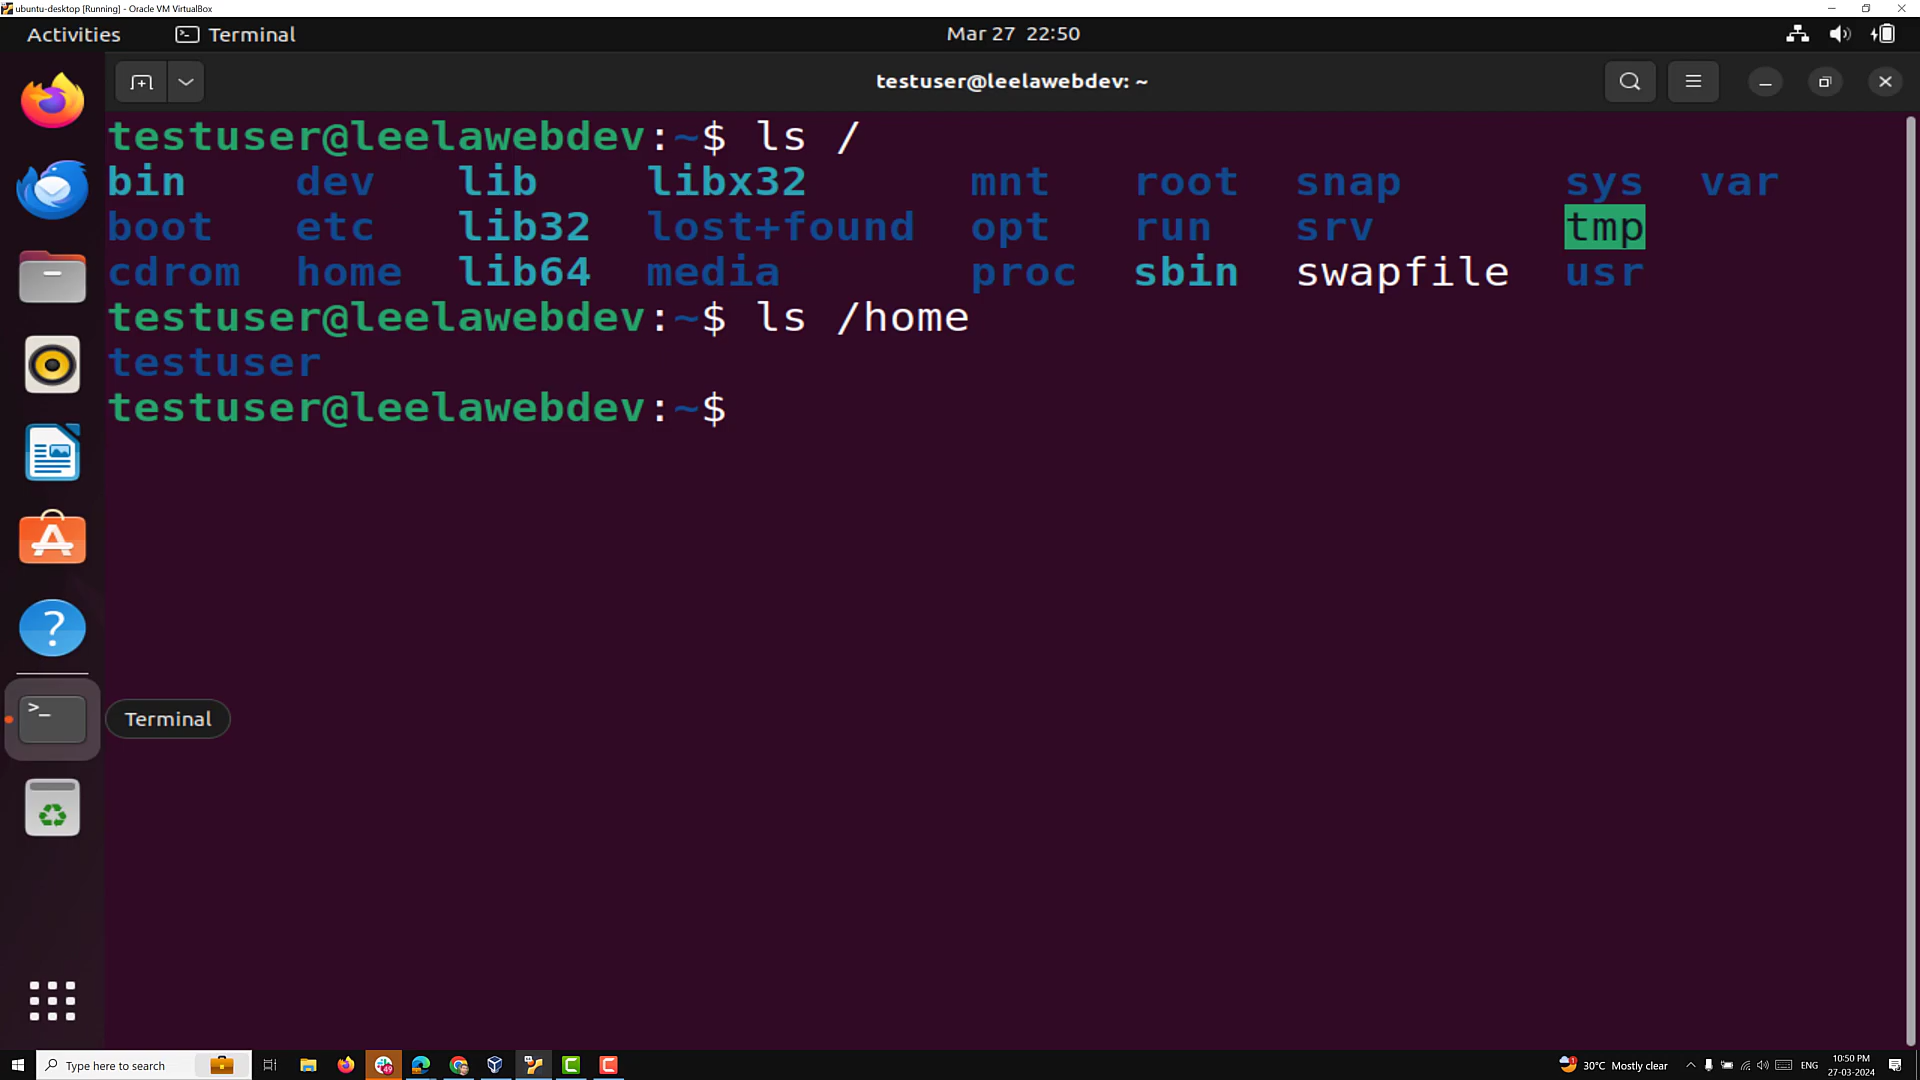 ubuntu-desktop [Running] - Oracle VM VirtualBox
Activities Terminal Mar 27 22:50
testuser@leelawebdev: ~
testuser@leelawebdev:~$ ls /
bin dev lib libx32 mnt root snap sys var
boot etc lib32 lost+found opt run srv tmp
cdrom home lib64 media proc sbin swapfile usr
testuser@leelawebdev:~$ ls /home
testuser
testuser@leelawebdev:~$
Terminal
Type here to search 30°C Mostly clear ENG 10:50 PM
27-03-2024